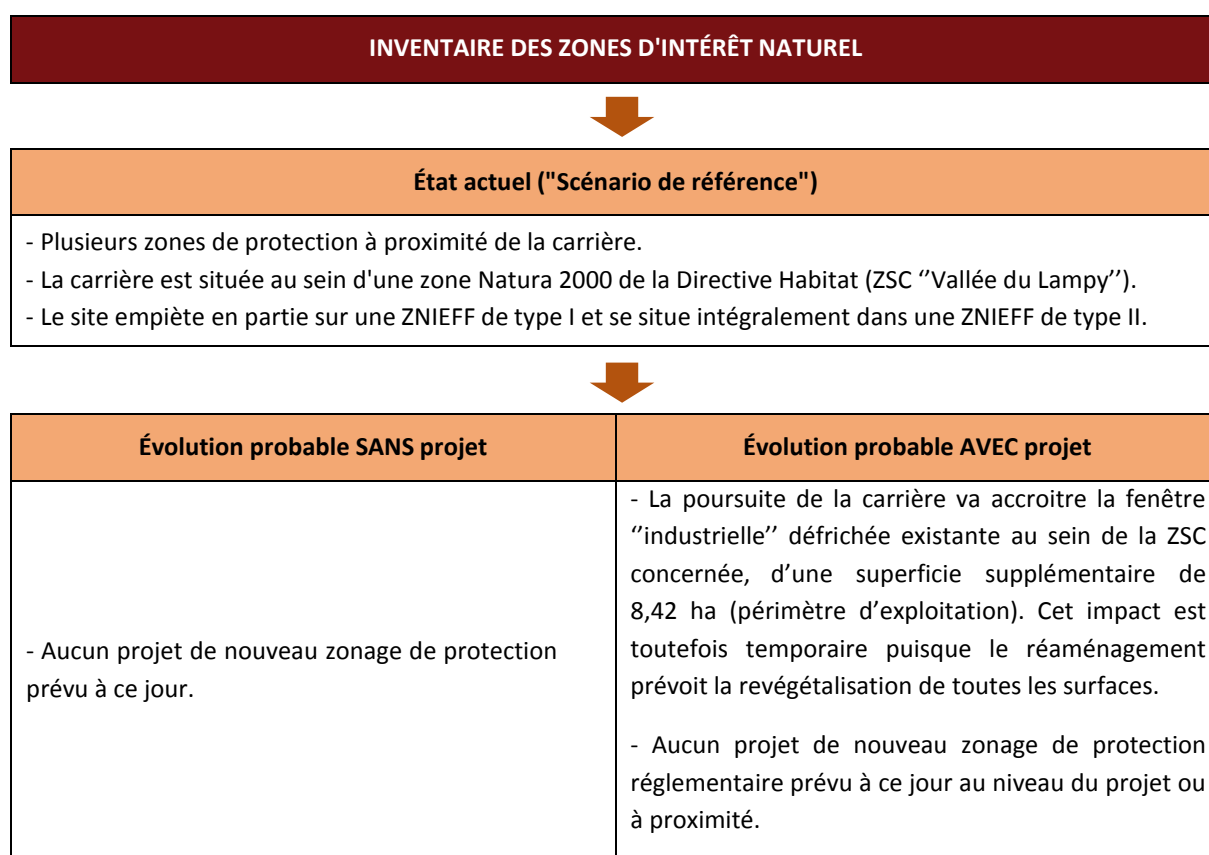 INVENTAIRE DES ZONES D'INTÉRÊT NATUREL
État actuel ("Scénario de référence")
- Plusieurs zones de protection à proximité de la carrière.
- La carrière est située au sein d'une zone Natura 2000 de la Directive Habitat (ZSC ‘’Vallée du Lampy’’).
- Le site empiète en partie sur une ZNIEFF de type I et se situe intégralement dans une ZNIEFF de type II.
Évolution probable SANS projet
- Aucun projet de nouveau zonage de protection
prévu à ce jour.
Évolution probable AVEC projet
- La poursuite de la carrière va accroitre la fenêtre
‘’industrielle’’ défrichée existante au sein de la ZSC
concernée, d’une superficie supplémentaire de
8,42 ha (périmètre d’exploitation). Cet impact est
toutefois temporaire puisque le réaménagement
prévoit la revégétalisation de toutes les surfaces.
- Aucun projet de nouveau zonage de protection
réglementaire prévu à ce jour au niveau du projet ou
à proximité.